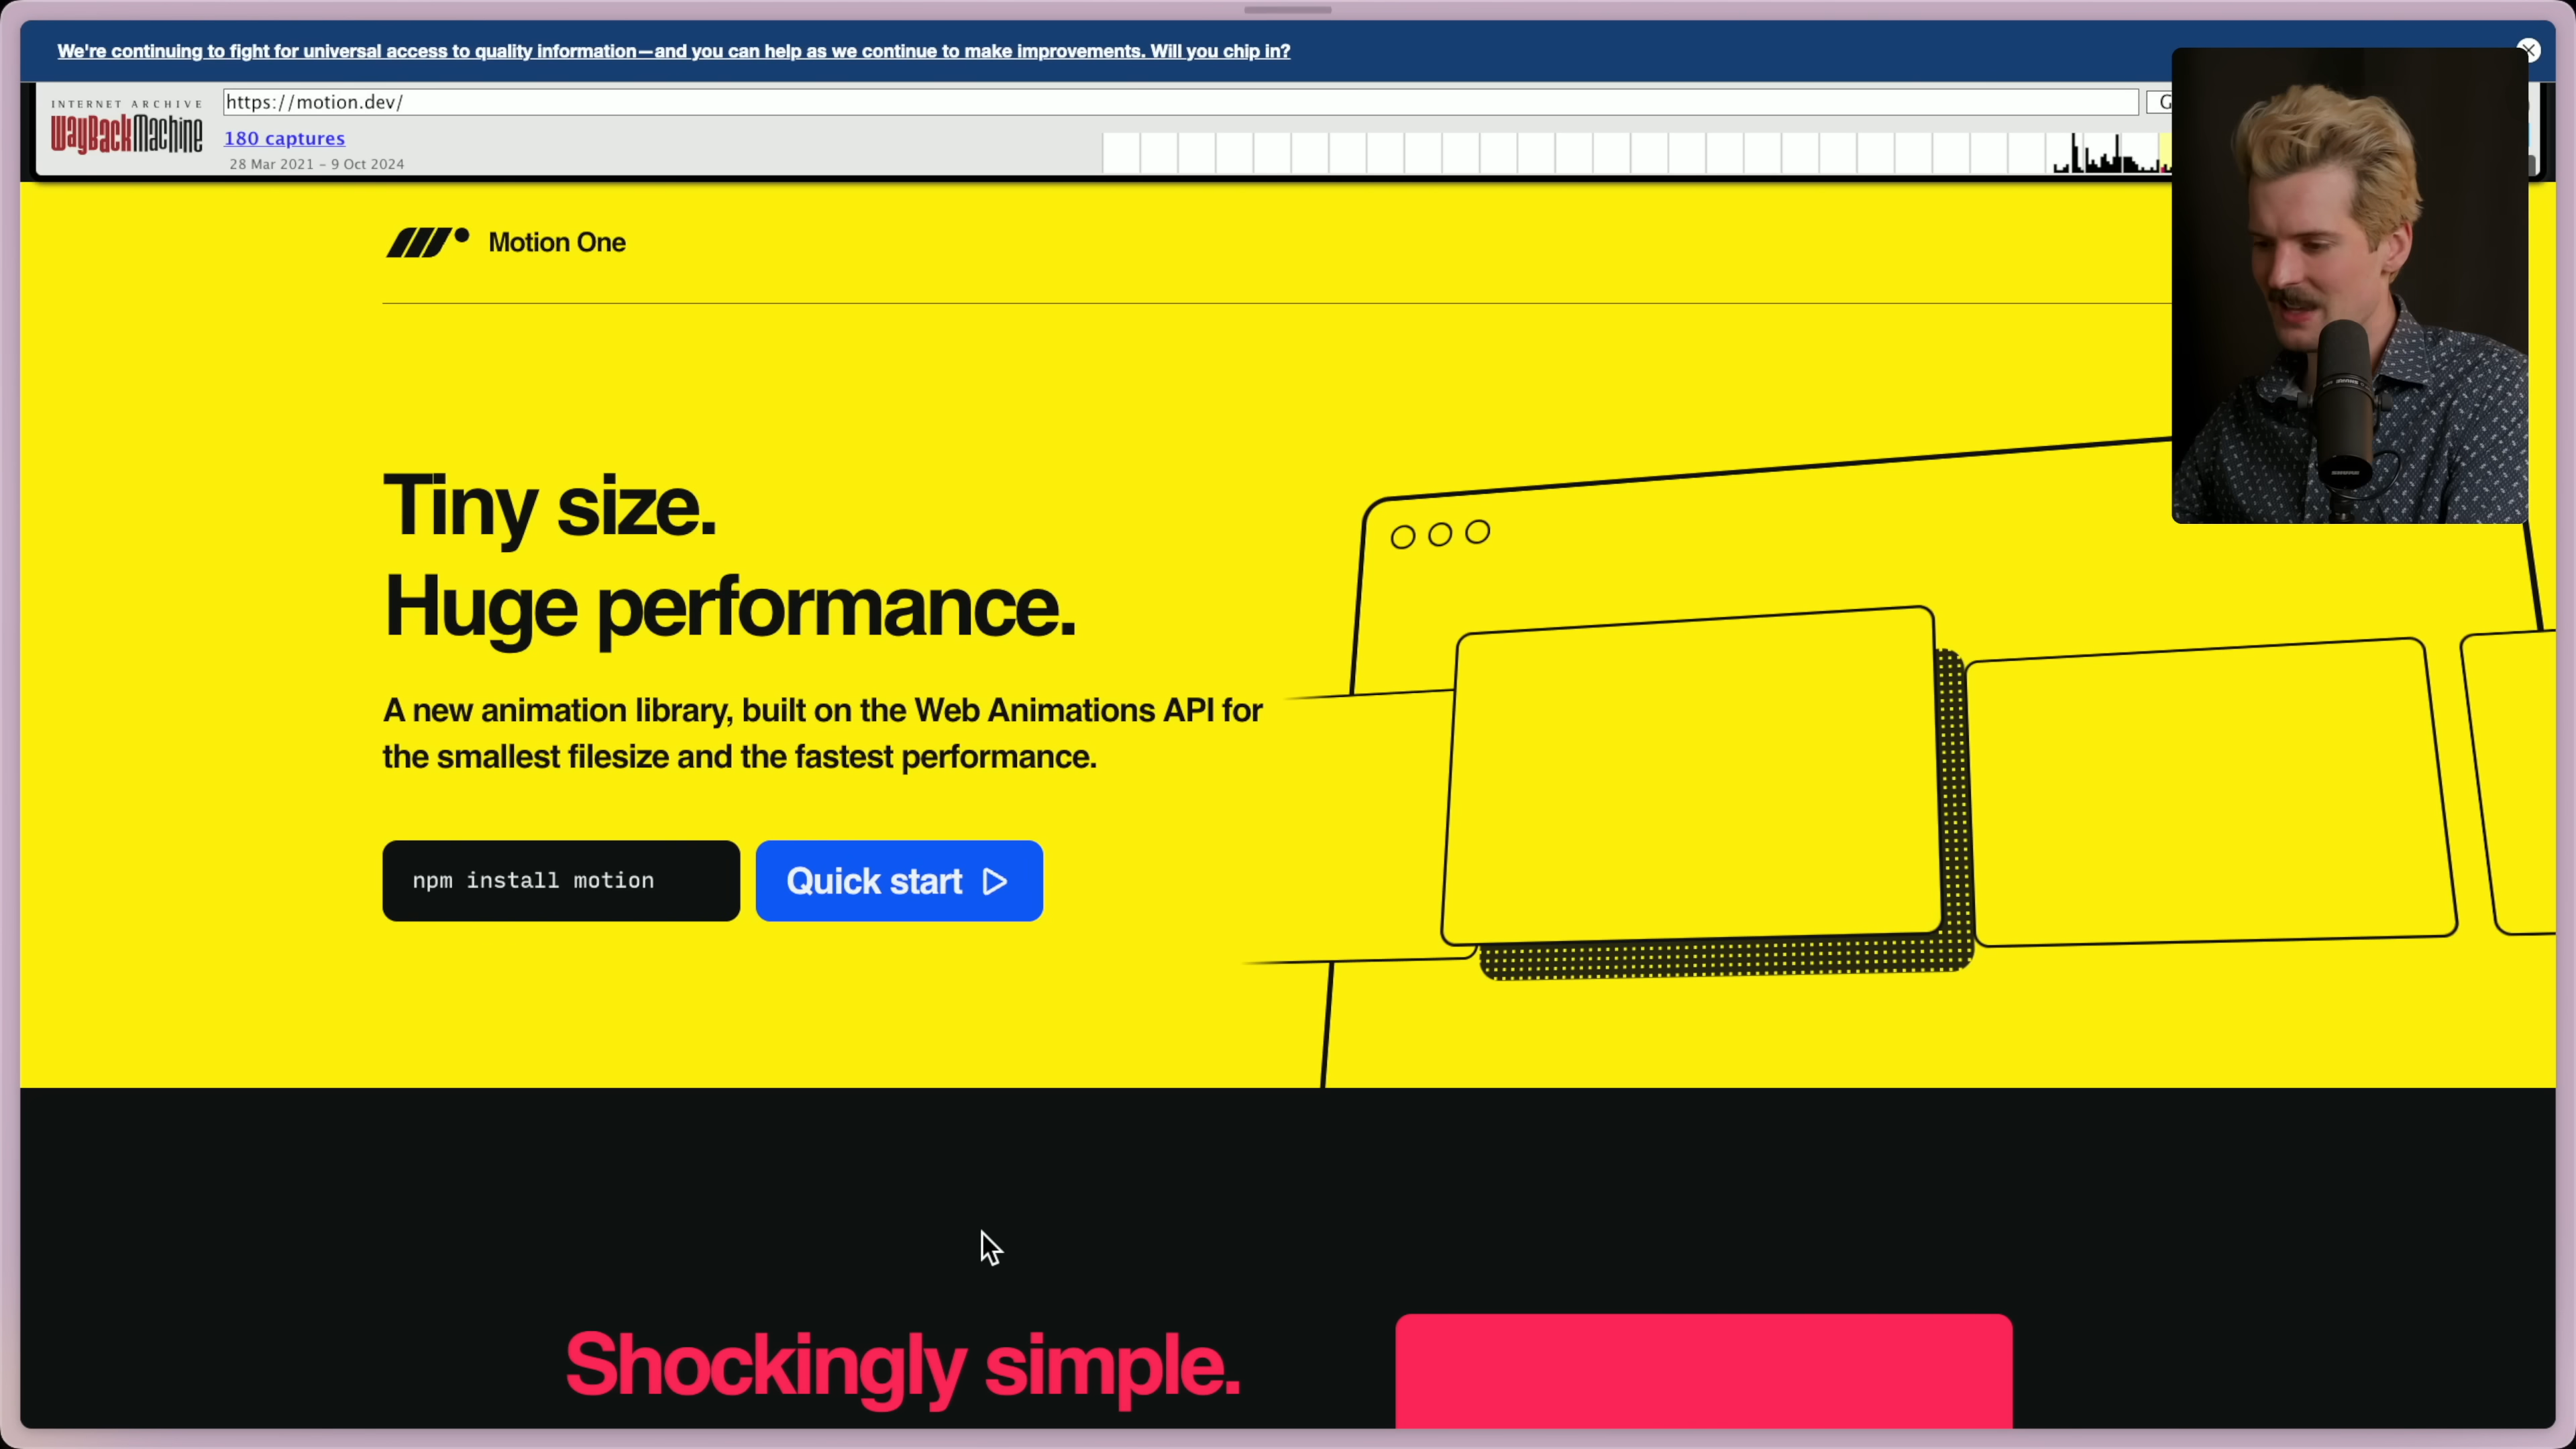 We're continuing to fight for universal access to quality information—and you can help as we continue to make improvements. Will you chip in?
INTERNET ARCHIVE
WayBackMachine
https://motion.dev/
G
180 captures
28 Mar 2021 – 9 Oct 2024
Motion One
Tiny size.
Huge performance.
A new animation library, built on the Web Animations API for
the smallest filesize and the fastest performance.
npm install motion
Quick start
Shockingly simple.